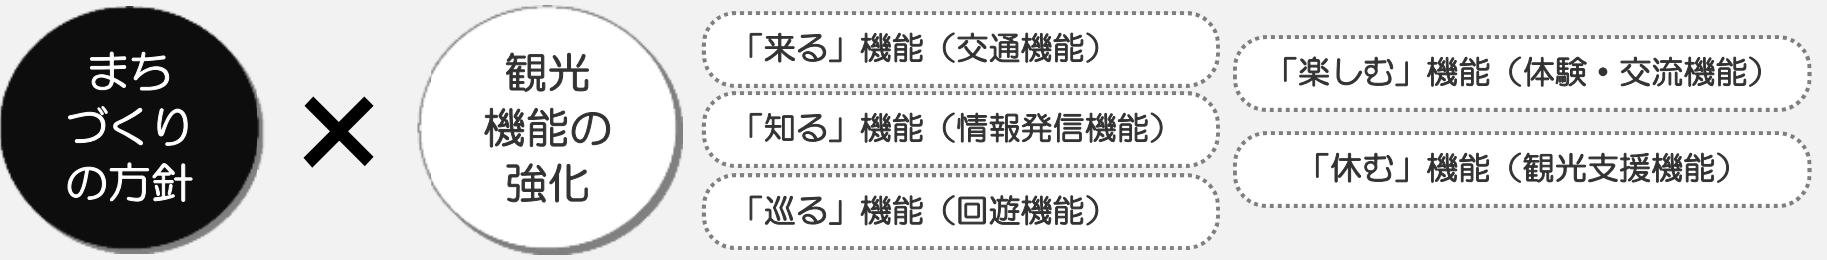 まち
づくり
の方針
×
観光
機能の
強化
「来る」機能（交通機能）
「知る」機能（情報発信機能）
「巡る」機能（回遊機能）
「楽しむ」機能（体験・交流機能）
「休む」機能（観光支援機能）